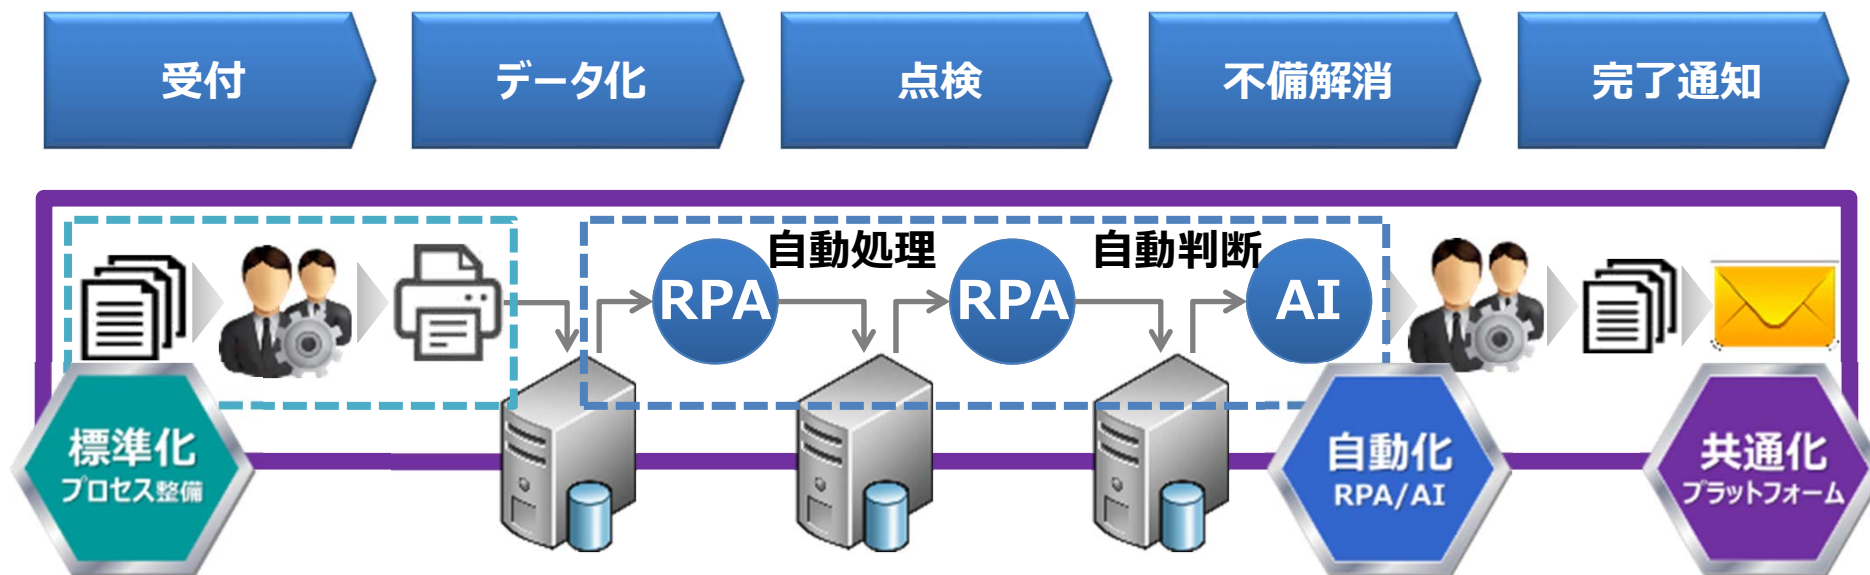 受付
データ化
点検
不備解消
完了通知
自動処理
自動判断
RPA
RPA
AI
標準化
プロセス整備
自動化
RPA/AI
共通化
プラットフォーム